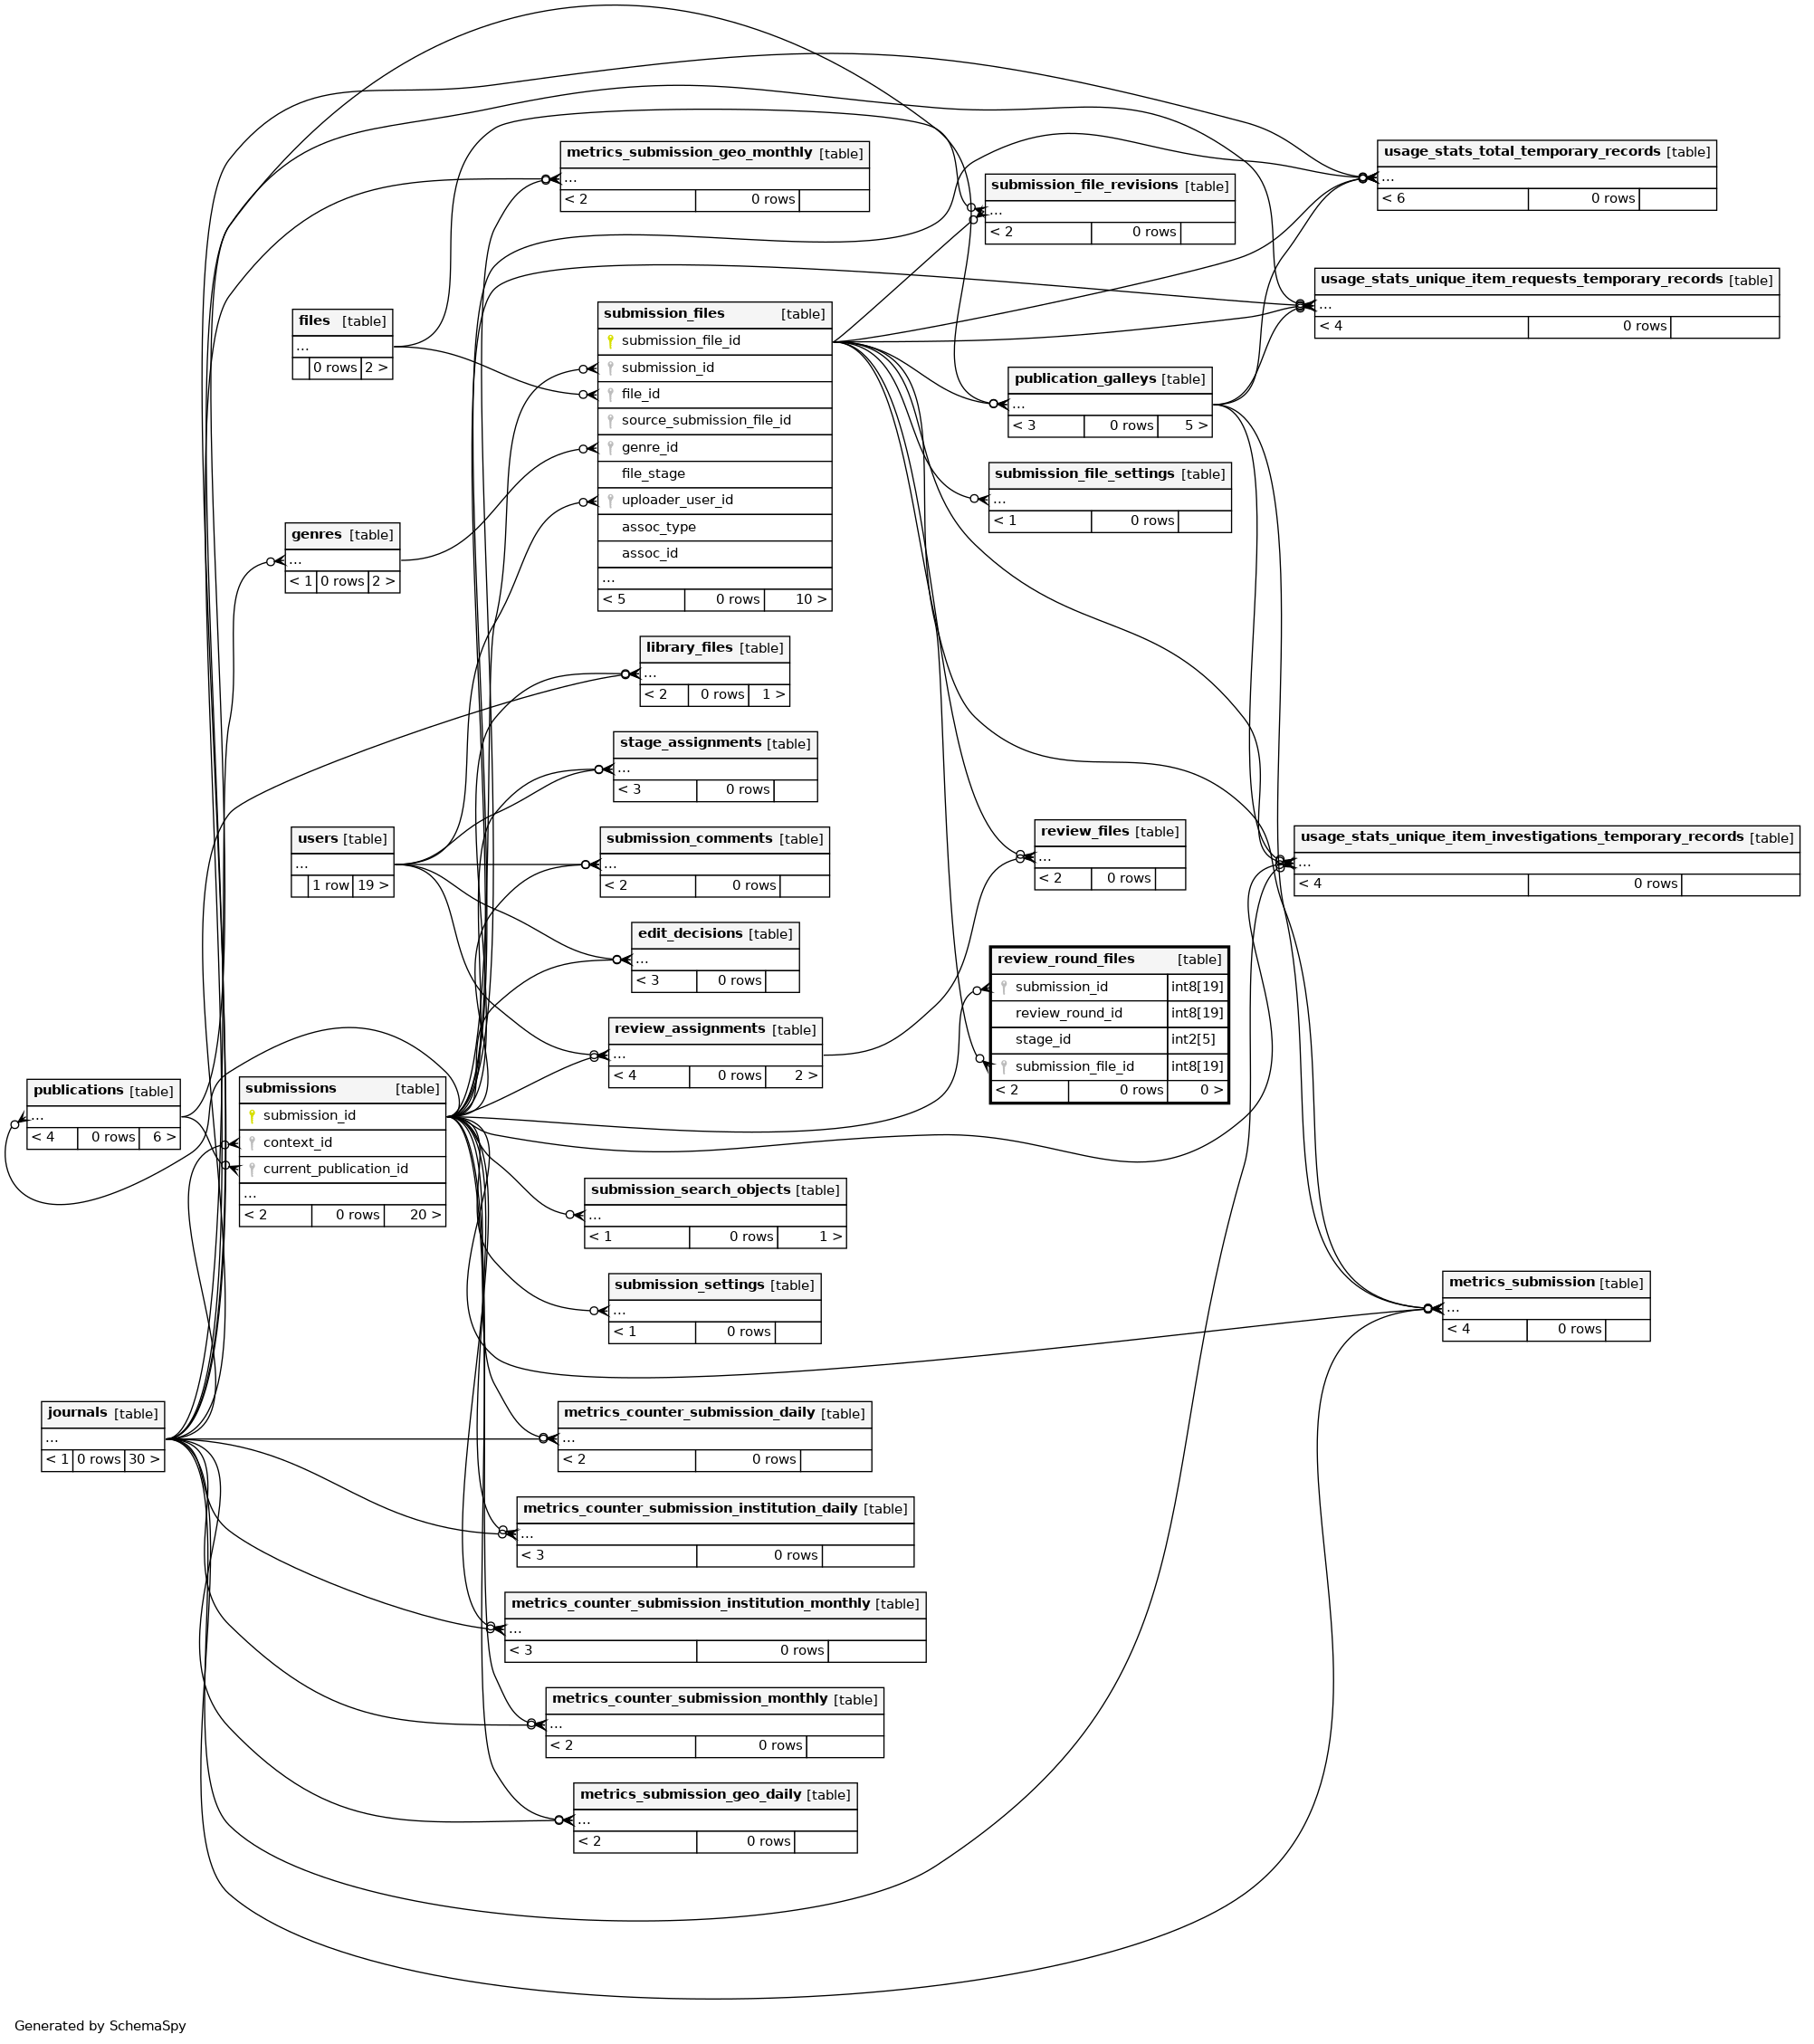 metrics_submission_geo_monthly [table]
...
< 2 0 rows
submission_file_revisions [table]
...
< 2 0 rows
usage_stats_total_temporary_records [table]
...
< 6 0 rows
usage_stats_unique_item_requests_temporary_records [table]
...
< 4 0 rows
files [table]
...
0 rows 2 >
submission_files [table]
submission_file_id
submission_id
file_id
source_submission_file_id
genre_id
file_stage
uploader_user_id
assoc_type
assoc_id
...
< 5 0 rows 10 >
publication_galleys [table]
...
< 3 0 rows 5 >
submission_file_settings [table]
...
< 1 0 rows
genres [table]
...
< 1 0 rows 2 >
library_files [table]
...
< 2 0 rows 1 >
stage_assignments [table]
...
< 3 0 rows
users [table]
...
1 row 19 >
submission_comments [table]
...
< 2 0 rows
review_files [table]
...
< 2 0 rows
usage_stats_unique_item_investigations_temporary_records [table]
...
< 4 0 rows
edit_decisions [table]
...
< 3 0 rows
review_round_files [table]
submission_id int8[19]
review_round_id int8[19]
stage_id int2[5]
submission_file_id int8[19]
< 2 0 rows 0 >
review_assignments [table]
...
< 4 0 rows 2 >
publications [table]
...
< 4 0 rows 6 >
submissions [table]
submission_id
context_id
current_publication_id
...
< 2 0 rows 20 >
submission_search_objects [table]
...
< 1 0 rows 1 >
submission_settings [table]
...
< 1 0 rows
metrics_submission [table]
...
< 4 0 rows
journals [table]
...
< 1 0 rows 30 >
metrics_counter_submission_daily [table]
...
< 2 0 rows
metrics_counter_submission_institution_daily [table]
...
< 3 0 rows
metrics_counter_submission_institution_monthly [table]
...
< 3 0 rows
metrics_counter_submission_monthly [table]
...
< 2 0 rows
metrics_submission_geo_daily [table]
...
< 2 0 rows
Generated by SchemaSpy